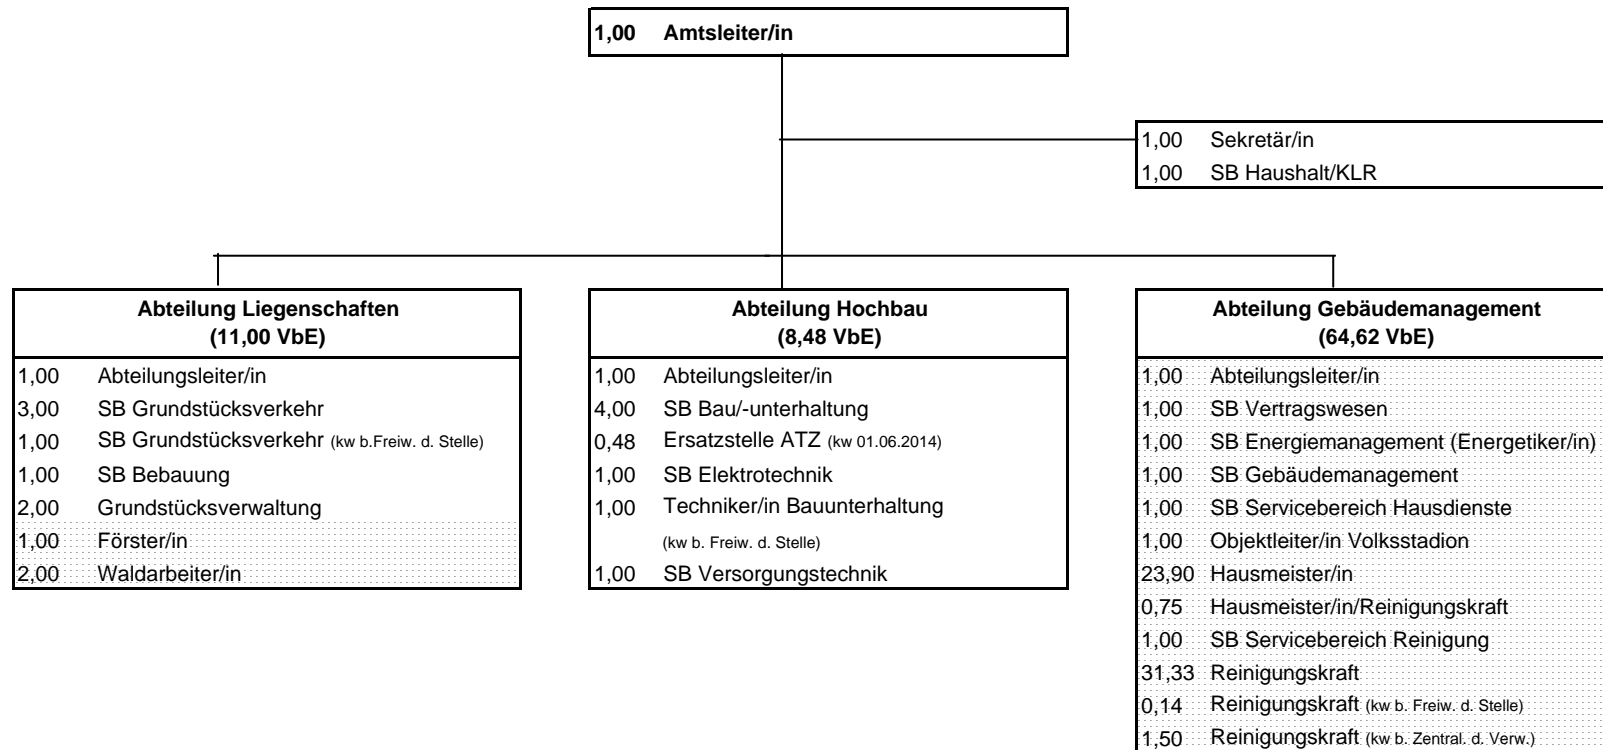 1,00 Amtsleiter/in
1,00 Sekretär/in
1,00 SB Haushalt/KLR
Abteilung Liegenschaften
(11,00 VbE)
1,00 Abteilungsleiter/in
3,00 SB Grundstücksverkehr
1,00 SB Grundstücksverkehr (kw b.Freiw. d. Stelle)
1,00 SB Bebauung
2,00 Grundstücksverwaltung
1,00 Förster/in
2,00 Waldarbeiter/in
Abteilung Hochbau
(8,48 VbE)
1,00 Abteilungsleiter/in
4,00 SB Bau/-unterhaltung
0,48 Ersatzstelle ATZ (kw 01.06.2014)
1,00 SB Elektrotechnik
1,00 Techniker/in Bauunterhaltung
(kw b. Freiw. d. Stelle)
1,00 SB Versorgungstechnik
Abteilung Gebäudemanagement
(64,62 VbE)
1,00 Abteilungsleiter/in
1,00 SB Vertragswesen
1,00 SB Energiemanagement (Energetiker/in)
1,00 SB Gebäudemanagement
1,00 SB Servicebereich Hausdienste
1,00 Objektleiter/in Volksstadion
23,90 Hausmeister/in
0,75 Hausmeister/in/Reinigungskraft
1,00 SB Servicebereich Reinigung
31,33 Reinigungskraft
0,14 Reinigungskraft (kw b. Freiw. d. Stelle)
1,50 Reinigungskraft (kw b. Zentral. d. Verw.)